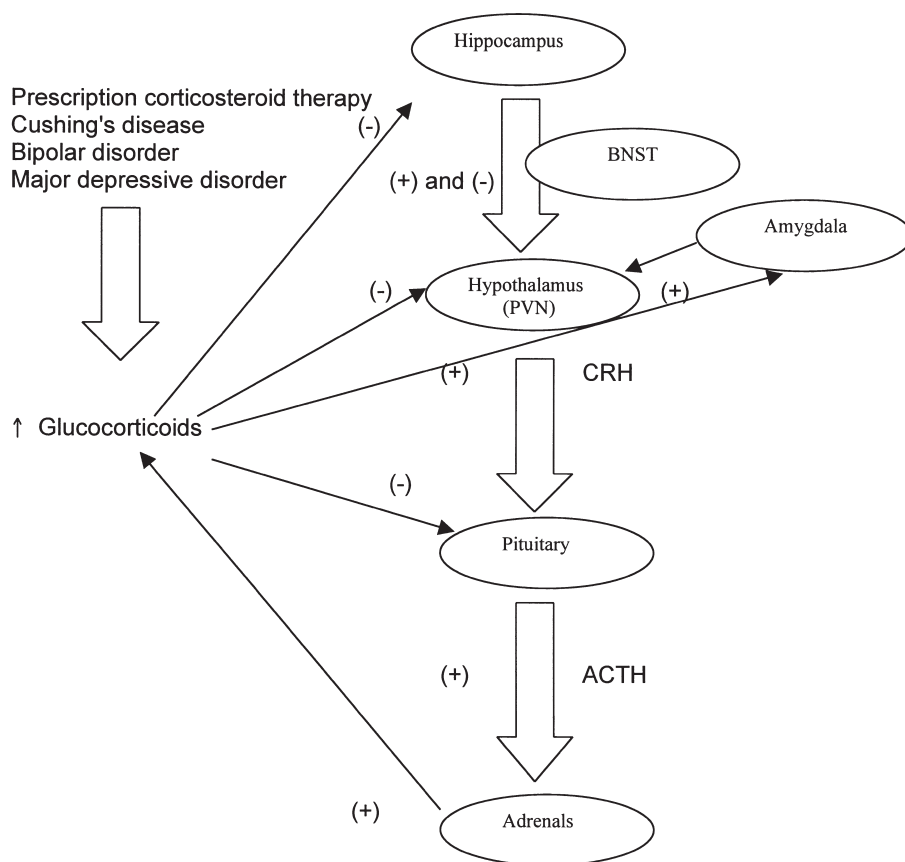 Hippocampus
Prescription corticosteroid therapy
Cushing's disease
Bipolar disorder
Major depressive disorder
(-)
BNST
(+) and (-)
Amygdala
Hypothalamus
(PVN)
(-)
(+)
(+)
CRH
↑ Glucocorticoids
(-)
Pituitary
(+)
ACTH
(+)
Adrenals